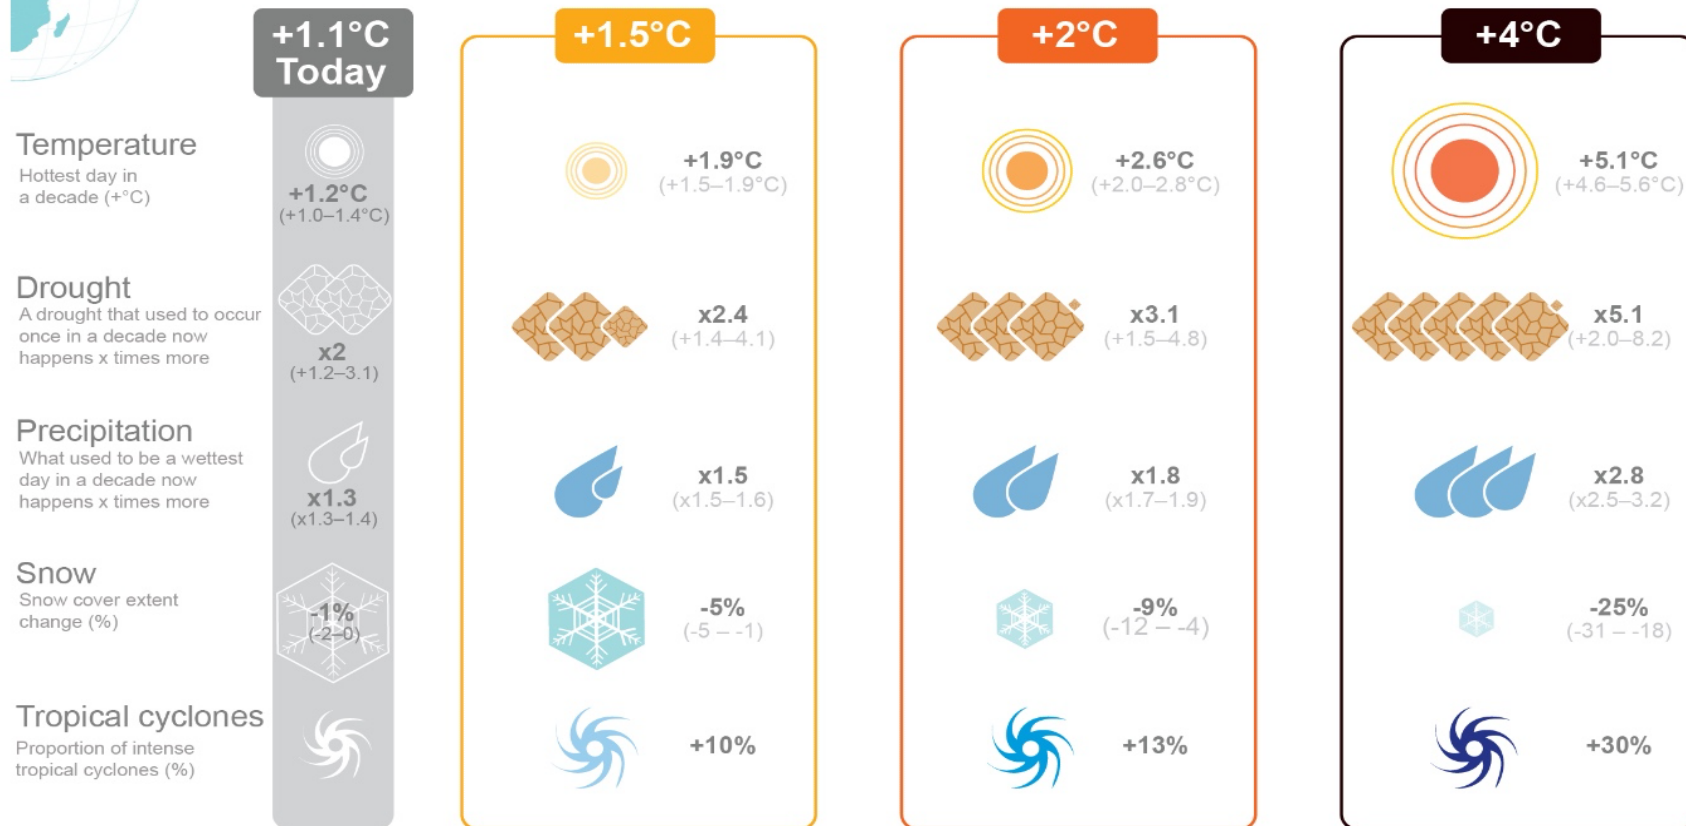 +1.1°C
Today
+1.5°C
+2°C
+4°C
Temperature
Hottest day in
a decade (+°C)
+1.2°C
(+1.0–1.4°C)
+1.9°C
(+1.5–1.9°C)
+2.6°C
(+2.0–2.8°C)
+5.1°C
(+4.6–5.6°C)
Drought
A drought that used to occur
once in a decade now
happens x times more
x2
(+1.2–3.1)
x2.4
(+1.4–4.1)
x3.1
(+1.5–4.8)
x5.1
(+2.0–8.2)
Precipitation
What used to be a wettest
day in a decade now
happens x times more
x1.3
(x1.3–1.4)
x1.5
(x1.5–1.6)
x1.8
(x1.7–1.9)
x2.8
(x2.5–3.2)
Snow
Snow cover extent
change (%)
-1%
(-2–0)
-5%
(-5 – -1)
-9%
(-12 – -4)
-25%
(-31 – -18)
Tropical cyclones
Proportion of intense
tropical cyclones (%)
+10%
+13%
+30%